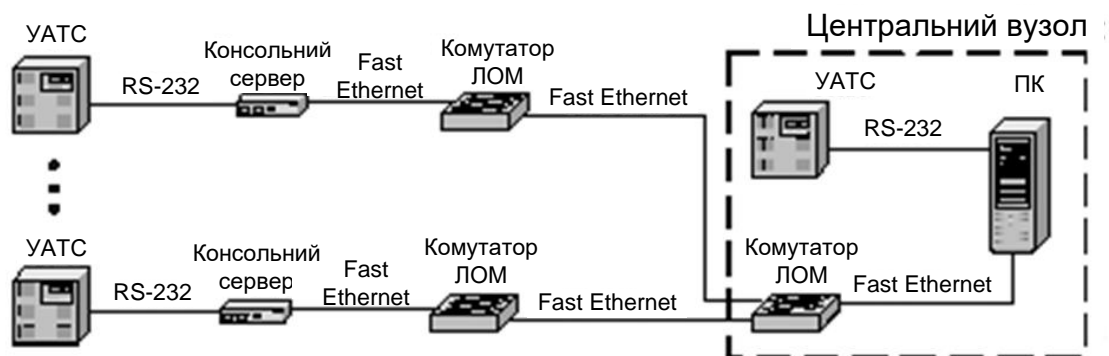 Центральний вузол
УАТС
RS-232
Консольний
сервер
Fast
Ethernet
Комутатор
ЛОМ
Fast Ethernet
УАТС
RS-232
ПК
УАТС
RS-232
Консольний
сервер
Fast
Ethernet
Комутатор
ЛОМ
Fast Ethernet
Комутатор
ЛОМ
Fast Ethernet